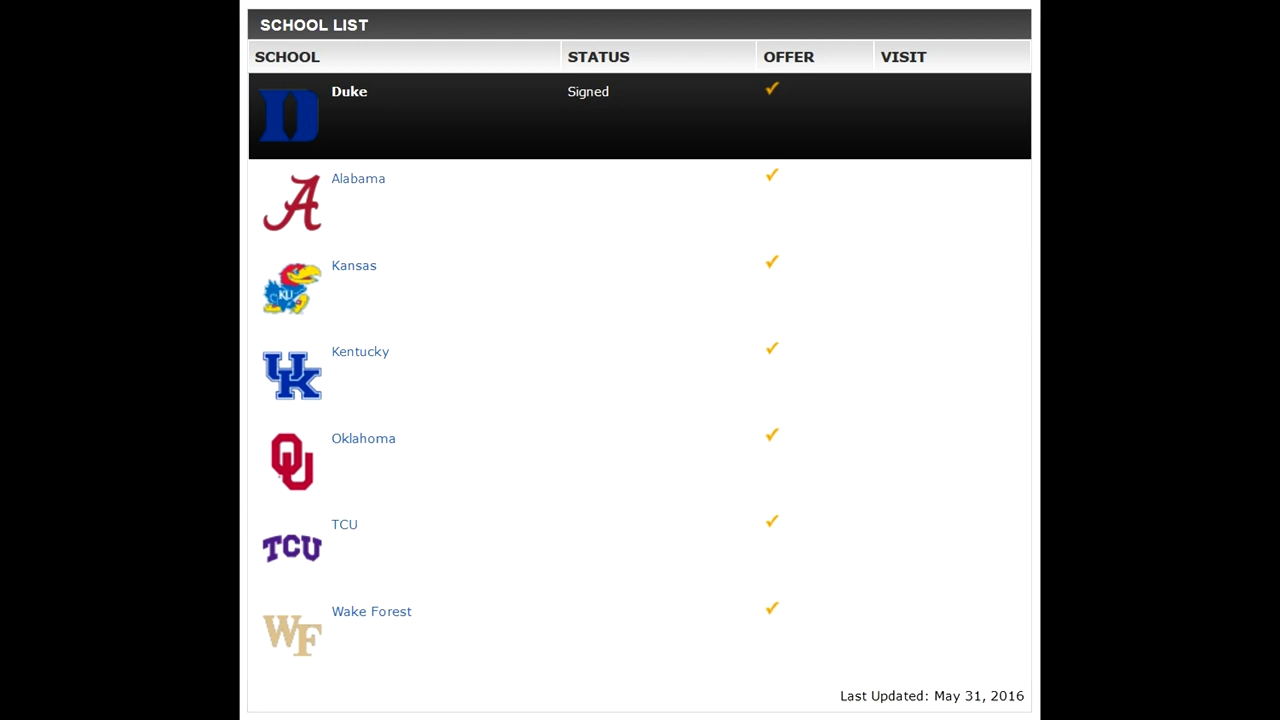 SCHOOL LIST
SCHOOL STATUS OFFER VISIT
D Duke Signed ✓
A Alabama ✓
KU Kansas ✓
UK Kentucky ✓
OU Oklahoma ✓
TCU TCU ✓
WF Wake Forest ✓
Last Updated: May 31, 2016